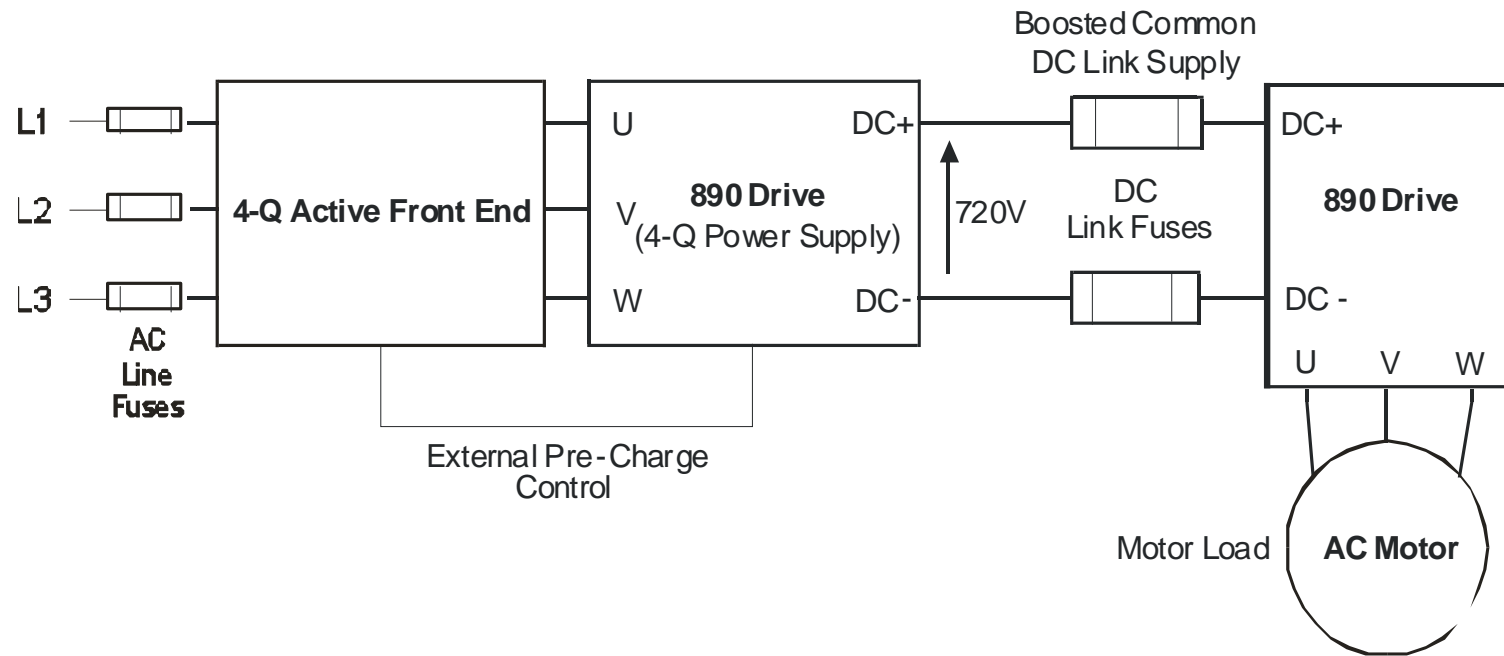 Boosted Common
DC Link Supply
L1
L2
L3
AC
Line
Fuses
4-Q Active Front End
U
V
W
890 Drive
(4-Q Power Supply)
DC+
DC-
720V
DC
Link Fuses
DC+
890 Drive
DC -
U V W
External Pre-Charge
Control
Motor Load
AC Motor